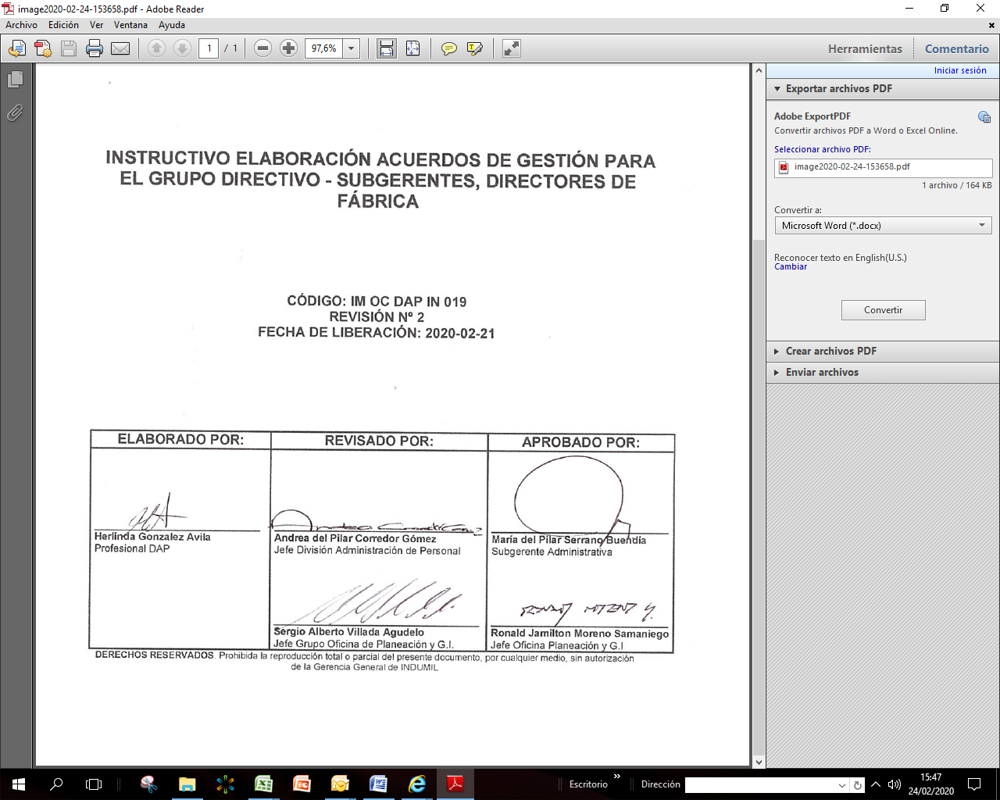 image2020-02-24-153658.pdf - Adobe Reader
Archivo Edición Ver Ventana Ayuda
1 / 1 97,6% Herramientas Comentario
Iniciar sesión
Exportar archivos PDF
Adobe ExportPDF
Convertir archivos PDF a Word o Excel Online.
Seleccionar archivo PDF:
image2020-02-24-153658.pdf
1 archivo / 164 KB
Convertir a:
Microsoft Word (*.docx)
Reconocer texto en English(U.S.)
Cambiar
Convertir
Crear archivos PDF
Enviar archivos
INSTRUCTIVO ELABORACIÓN ACUERDOS DE GESTIÓN PARA
EL GRUPO DIRECTIVO - SUBGERENTES, DIRECTORES DE
FÁBRICA
CÓDIGO: IM OC DAP IN 019
REVISIÓN Nº 2
FECHA DE LIBERACIÓN: 2020-02-21
ELABORADO POR: REVISADO POR: APROBADO POR:
Herlinda Gonzalez Avila
Profesional DAP
Andrea del Pilar Corredor Gómez
Jefe División Administración de Personal
María del Pilar Serrano Buendía
Subgerente Administrativa
Sergio Alberto Villada Agudelo
Jefe Grupo Oficina de Planeación y G.I.
Ronald Jamilton Moreno Samaniego
Jefe Oficina Planeación y G.I
DERECHOS RESERVADOS. Prohibida la reproducción total o parcial del presente documento, por cualquier medio, sin autorización
de la Gerencia General de INDUMIL
Escritorio » Dirección
15:47
24/02/2020